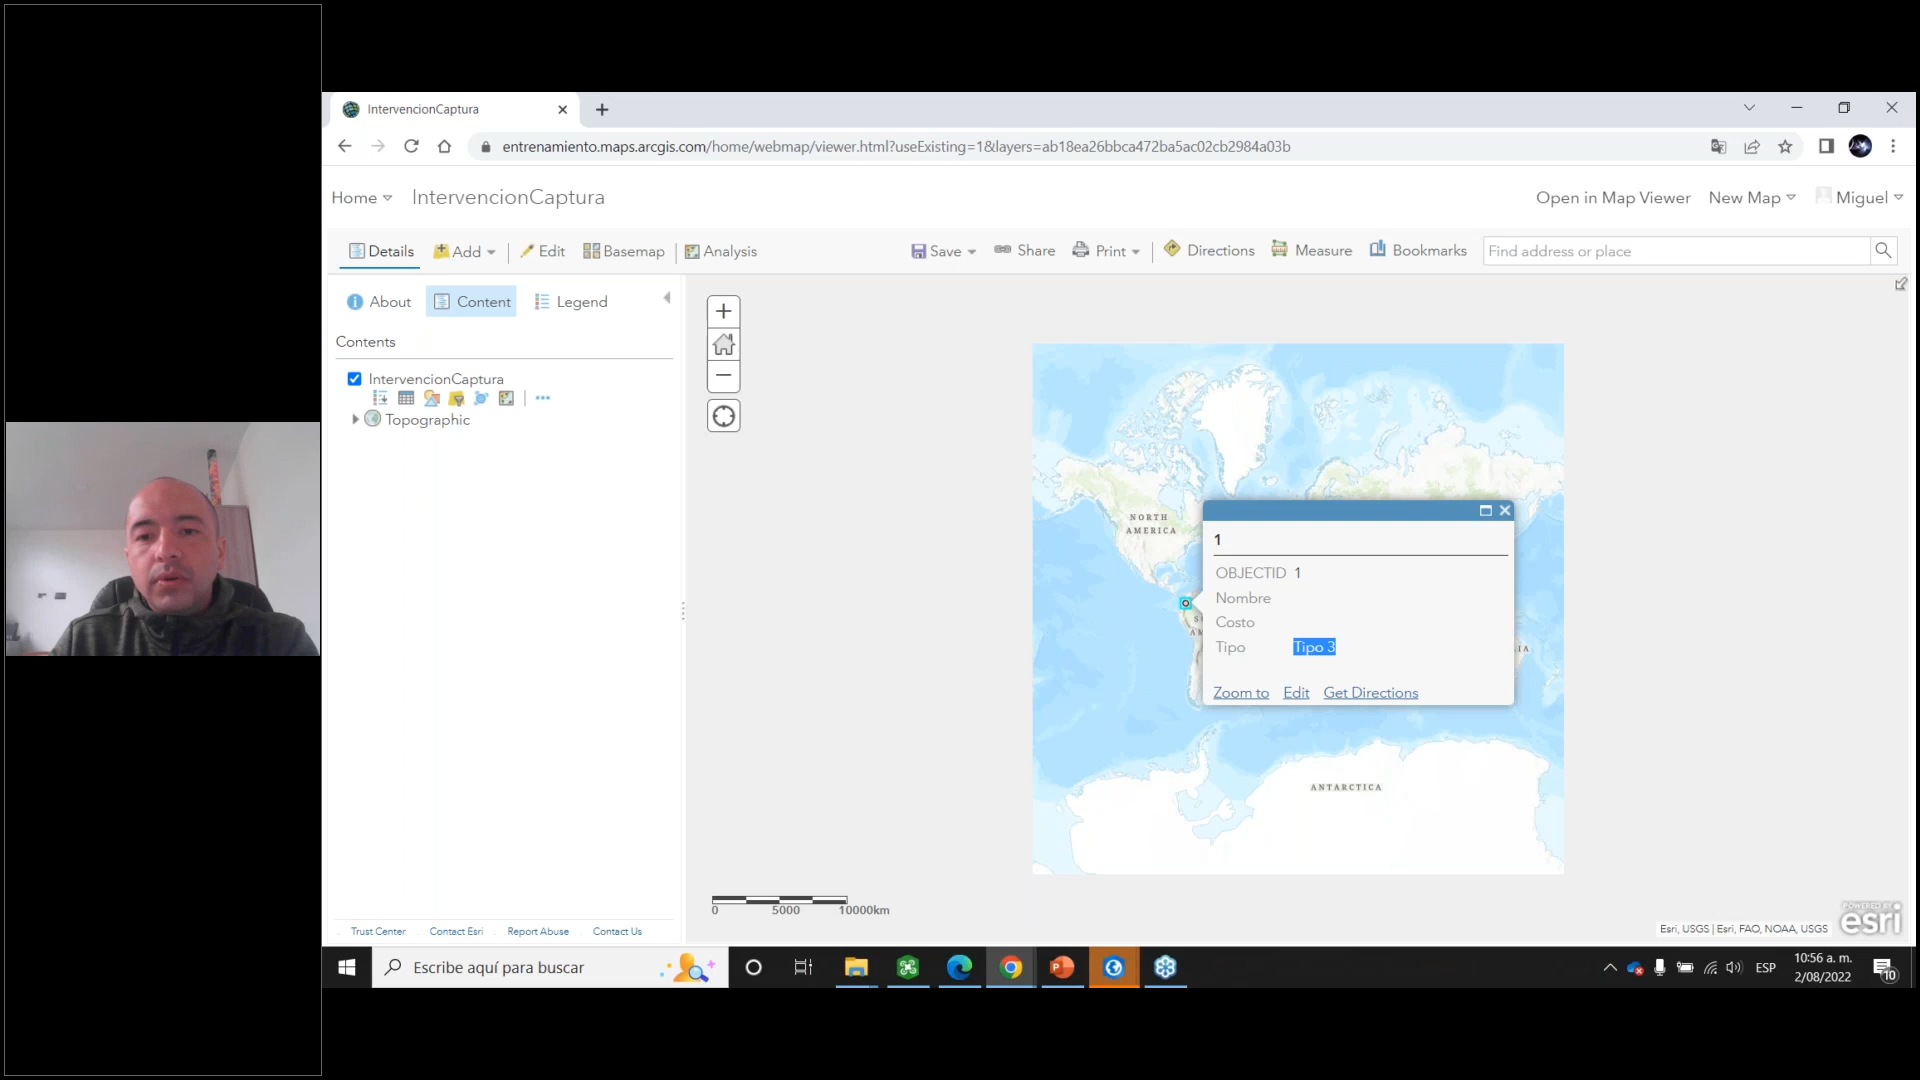 IntervencionCaptura
entrenamiento.maps.arcgis.com/home/webmap/viewer.html?useExisting=1&layers=ab18ea26bbca472ba5ac02cb2984a03b
Home IntervencionCaptura Open in Map Viewer New Map Miguel
Details Add Edit Basemap Analysis Save Share Print Directions Measure Bookmarks Find address or place
About Content Legend
Contents
IntervencionCaptura
Topographic
NORTH
AMERICA
1
OBJECTID 1
Nombre
Costo
Tipo Tipo 3
Zoom to Edit Get Directions
ANTARCTICA
0 5000 10000km
POWERED BY
esri
Esri, USGS | Esri, FAO, NOAA, USGS
Trust Center Contact Esri Report Abuse Contact Us
Escribe aquí para buscar
ESP
10:56 a. m.
2/08/2022
10